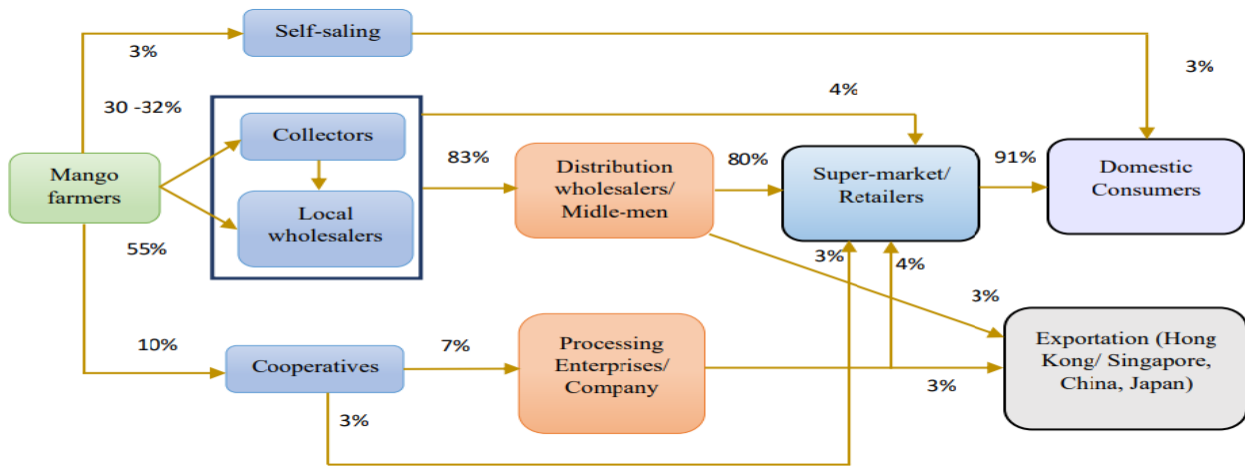 Self-saling
3%
3%
30 -32%
4%
Collectors
83%
80%
91%
Mango
farmers
Distribution
wholesalers/
Midle-men
Super-market/
Retailers
Domestic
Consumers
Local
wholesalers
55%
3%
4%
3%
10%
Cooperatives
7%
Processing
Enterprises/
Company
3%
Exportation (Hong
Kong/ Singapore,
China, Japan)
3%